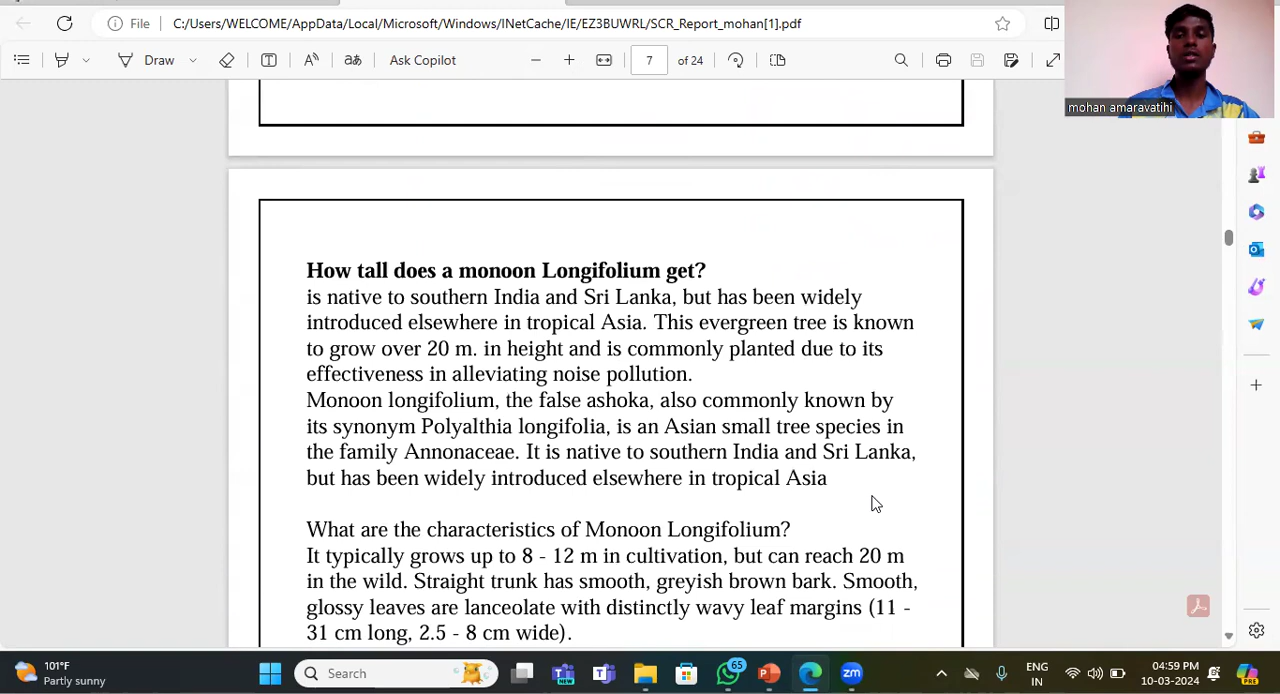 File
C:/Users/WELCOME/AppData/Local/Microsoft/Windows/INetCache/IE/EZ3BUWRL/SCR_Report_mohan[1].pdf
Draw
Ask Copilot
7 of 24
mohan amaravatihi
How tall does a monoon Longifolium get?
is native to southern India and Sri Lanka, but has been widely
introduced elsewhere in tropical Asia. This evergreen tree is known
to grow over 20 m. in height and is commonly planted due to its
effectiveness in alleviating noise pollution.
Monoon longifolium, the false ashoka, also commonly known by
its synonym Polyalthia longifolia, is an Asian small tree species in
the family Annonaceae. It is native to southern India and Sri Lanka,
but has been widely introduced elsewhere in tropical Asia
What are the characteristics of Monoon Longifolium?
It typically grows up to 8 - 12 m in cultivation, but can reach 20 m
in the wild. Straight trunk has smooth, greyish brown bark. Smooth,
glossy leaves are lanceolate with distinctly wavy leaf margins (11 -
31 cm long, 2.5 - 8 cm wide).
101°F
Partly sunny
Search
NEW
65
zm
ENG
IN
04:59 PM
10-03-2024
PRE